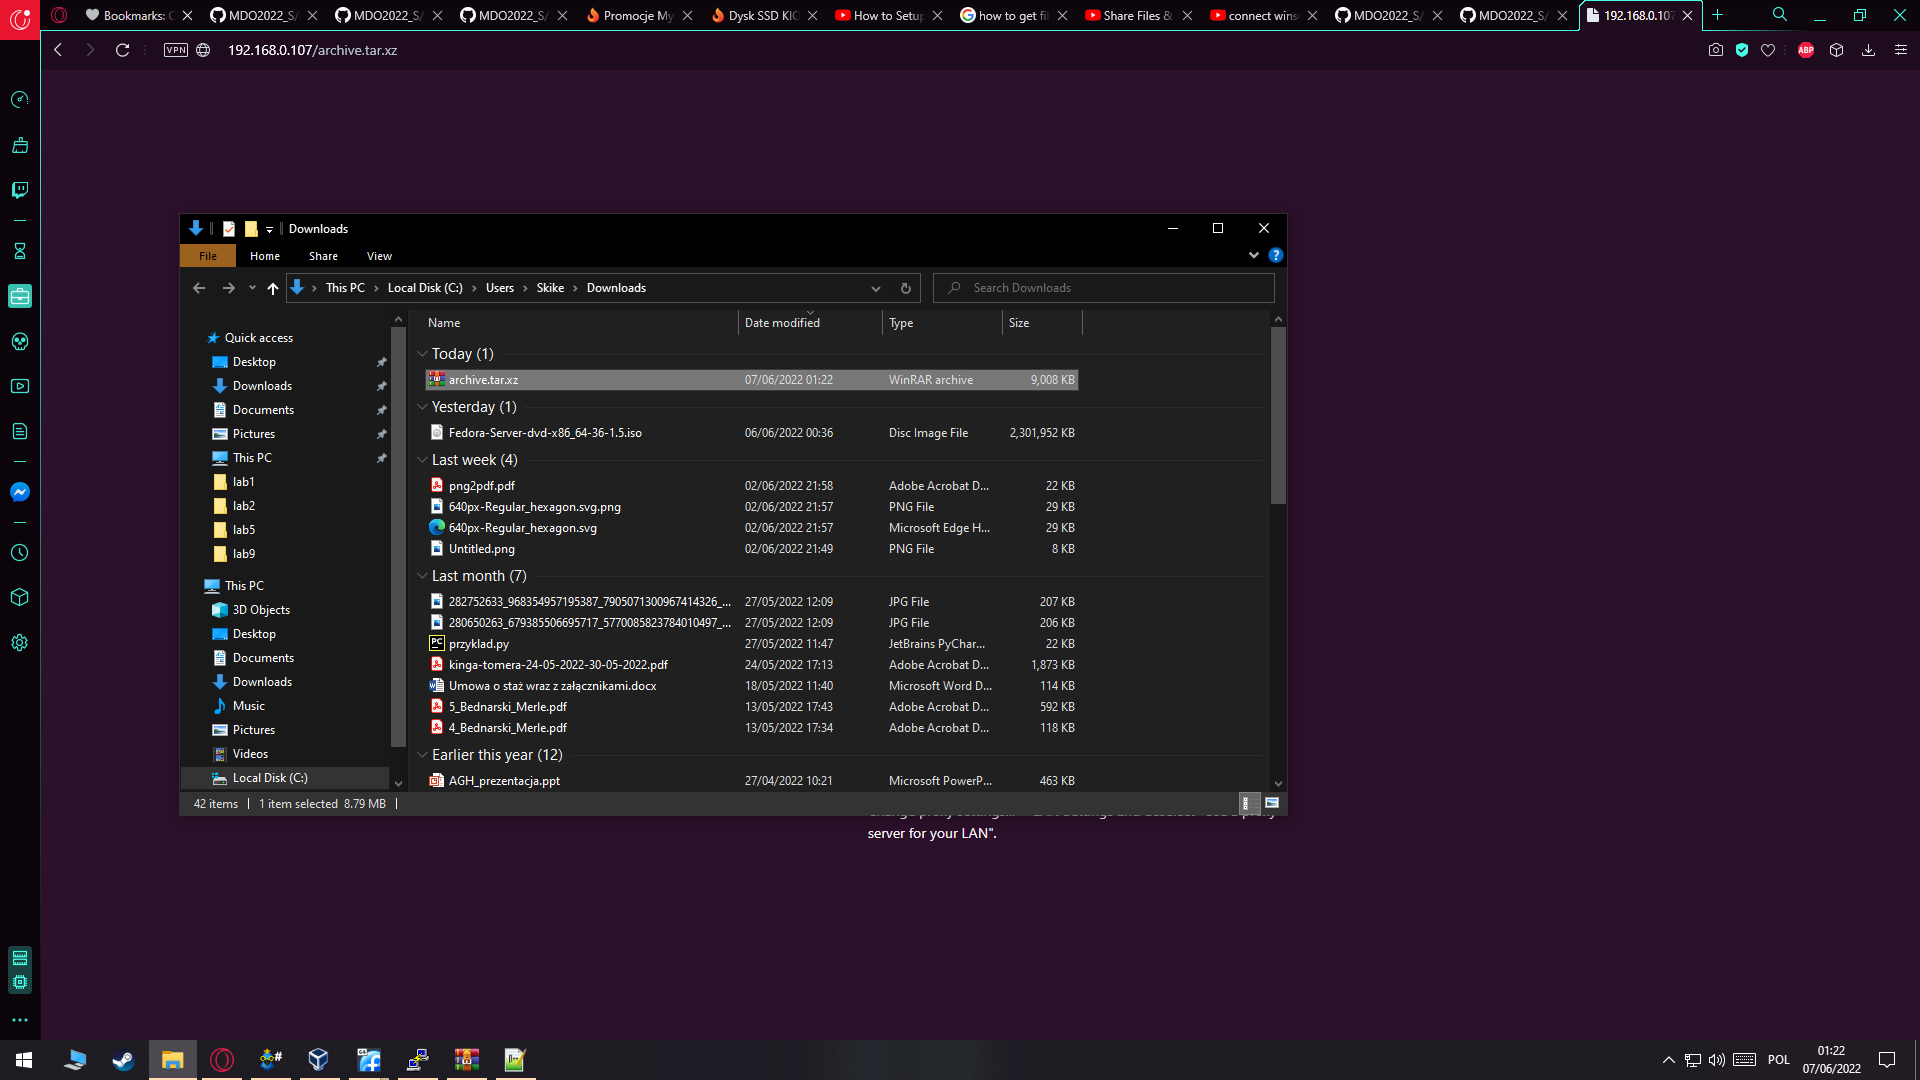 Bookmarks: O
MDO2022_S/
MDO2022_S/
MDO2022_S/
Promocje My
Dysk SSD KIO
How to Setup
how to get fil
Share Files &
connect wins
MDO2022_S/
MDO2022_S/
192.168.0.107
VPN
192.168.0.107/archive.tar.xz
ABP
Downloads
File Home Share View
This PC > Local Disk (C:) > Users > Skike > Downloads
Search Downloads
Name Date modified Type Size
Quick access
Desktop
Downloads
Documents
Pictures
This PC
lab1
lab2
lab5
lab9
This PC
3D Objects
Desktop
Documents
Downloads
Music
Pictures
Videos
Local Disk (C:)
Today (1)
archive.tar.xz 07/06/2022 01:22 WinRAR archive 9,008 KB
Yesterday (1)
Fedora-Server-dvd-x86_64-36-1.5.iso 06/06/2022 00:36 Disc Image File 2,301,952 KB
Last week (4)
png2pdf.pdf 02/06/2022 21:58 Adobe Acrobat D... 22 KB
640px-Regular_hexagon.svg.png 02/06/2022 21:57 PNG File 29 KB
640px-Regular_hexagon.svg 02/06/2022 21:57 Microsoft Edge H... 29 KB
Untitled.png 02/06/2022 21:49 PNG File 8 KB
Last month (7)
282752633_968354957195387_7905071300967414326_... 27/05/2022 12:09 JPG File 207 KB
280650263_679385506695717_5770085823784010497_... 27/05/2022 12:09 JPG File 206 KB
przyklad.py 27/05/2022 11:47 JetBrains PyChar... 22 KB
kinga-tomera-24-05-2022-30-05-2022.pdf 24/05/2022 17:13 Adobe Acrobat D... 1,873 KB
Umowa o staż wraz z załącznikami.docx 18/05/2022 11:40 Microsoft Word D... 114 KB
5_Bednarski_Merle.pdf 13/05/2022 17:43 Adobe Acrobat D... 592 KB
4_Bednarski_Merle.pdf 13/05/2022 17:34 Adobe Acrobat D... 118 KB
Earlier this year (12)
AGH_prezentacja.ppt 27/04/2022 10:21 Microsoft PowerP... 463 KB
42 items 1 item selected 8.79 MB
server for your LAN".
POL
01:22
07/06/2022